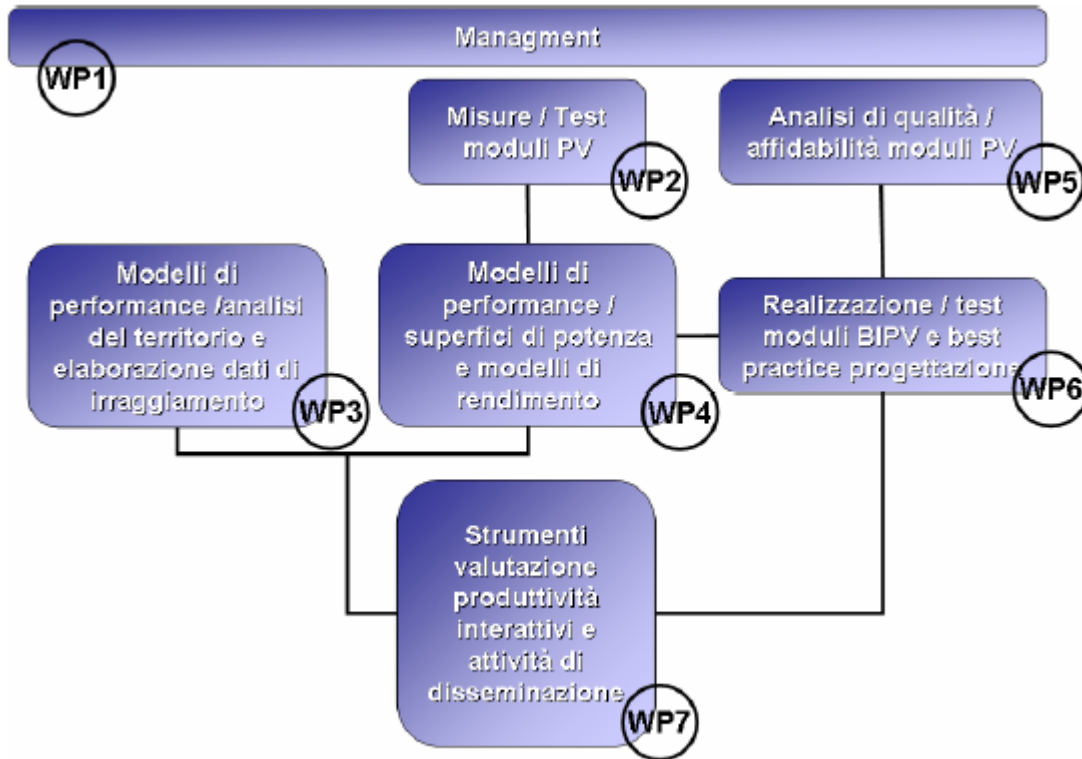 Managment
WP1
Misure / Test
moduli PV
WP2
Analisi di qualità /
affidabilità moduli PV
WP5
Modelli di
performance /analisi
del territorio e
elaborazione dati di
irraggiamento
WP3
Modelli di
performance /
superfici di potenza
e modelli di
rendimento
WP4
Realizzazione / test
moduli BIPV e best
practice progettazione
WP6
Strumenti
valutazione
produttività
interattivi e
attività di
disseminazione
WP7